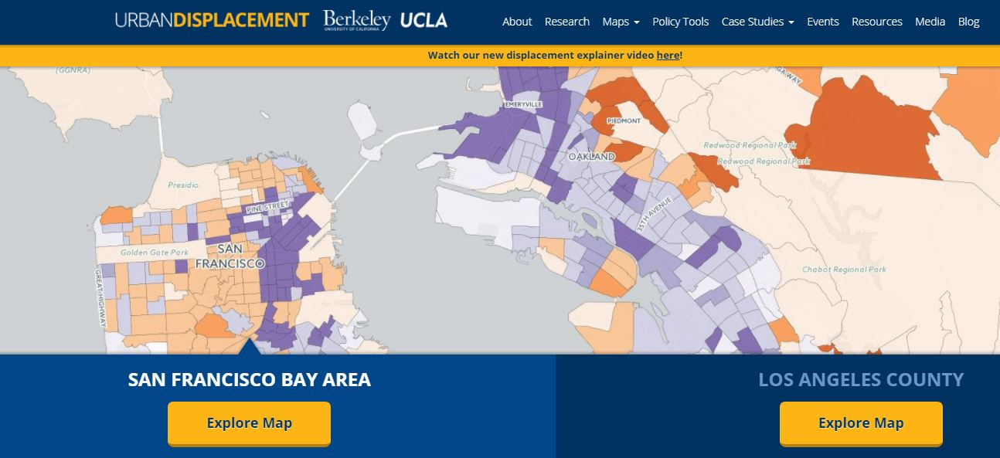 URBANDISPLACEMENT Berkeley UCLA About Research Maps Policy Tools Case Studies Events Resources Media Blog
UNIVERSITY OF CALIFORNIA
Watch our new displacement explainer video here!
(GGNRA)
EMERYVILLE
PIEDMONT
Redwood Regional Park
OAKLAND
Redwood Regional Park
Presidio
PINE STREET
35TH AVENUE
Golden Gate Park
SAN
FRANCISCO
GREAT HIGHWAY
Chabot Regional Park
SAN FRANCISCO BAY AREA
LOS ANGELES COUNTY
Explore Map
Explore Map